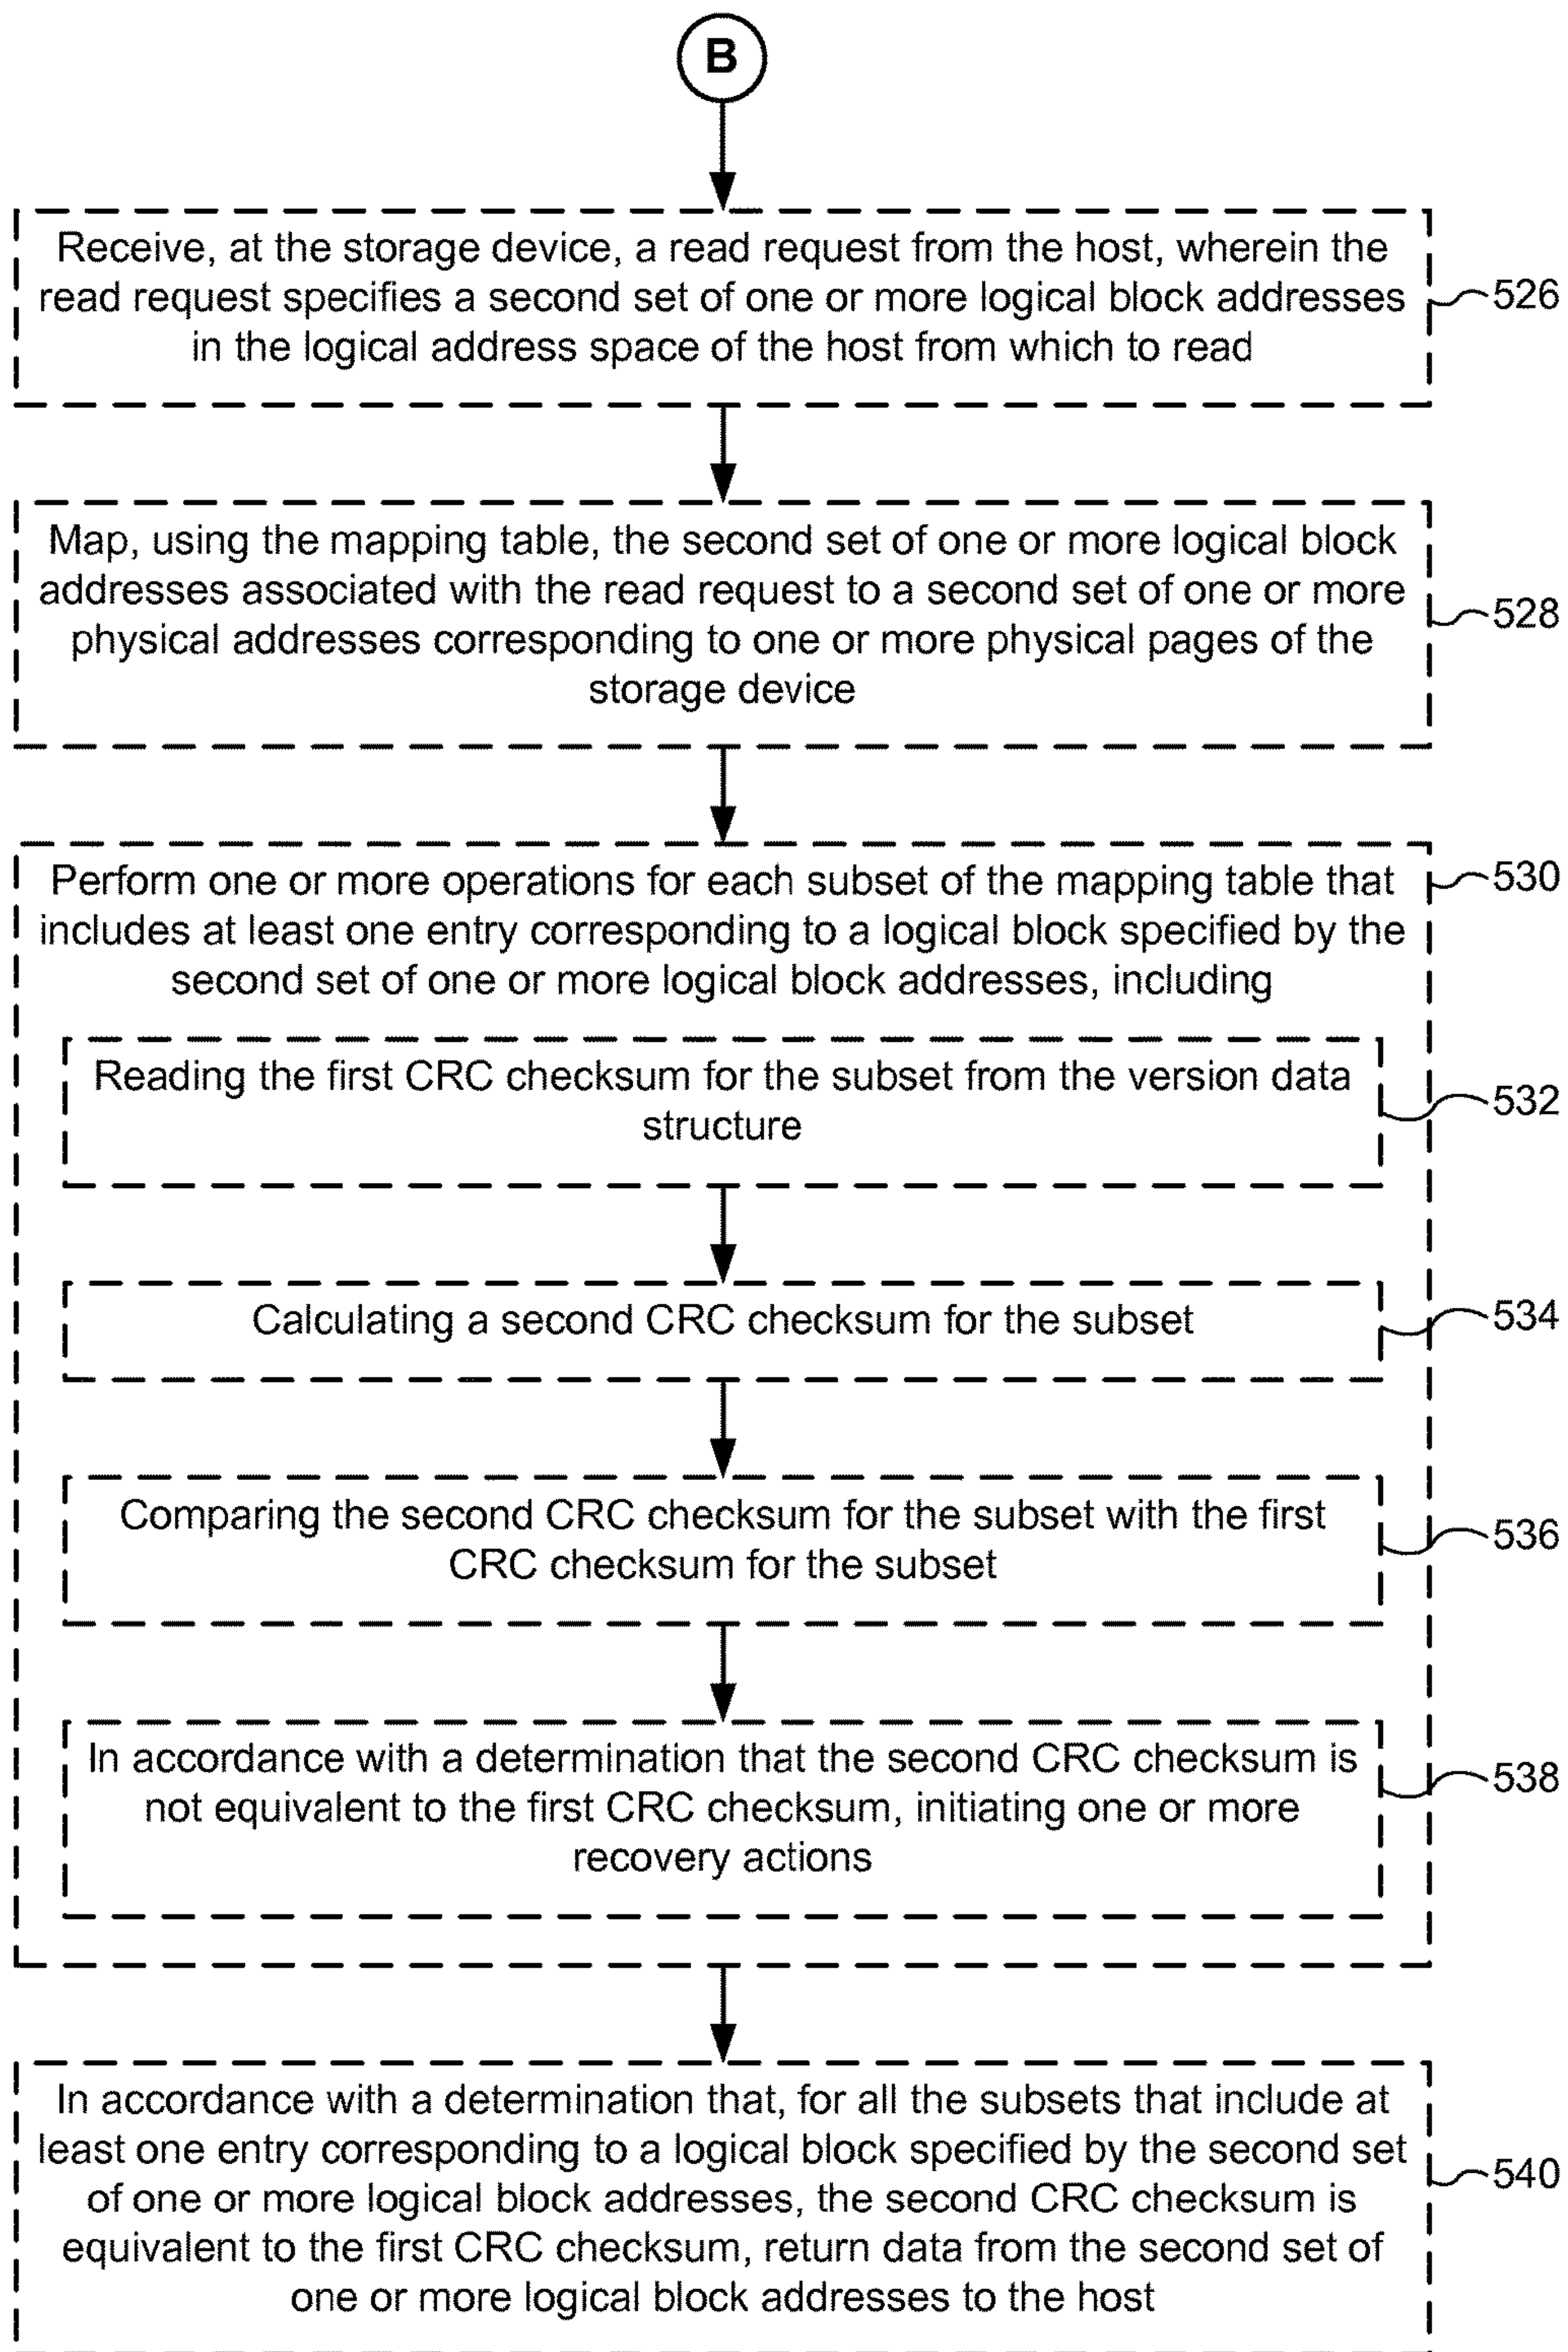 B
Receive, at the storage device, a read request from the host, wherein the
read request specifies a second set of one or more logical block addresses
in the logical address space of the host from which to read
526
Map, using the mapping table, the second set of one or more logical block
addresses associated with the read request to a second set of one or more
physical addresses corresponding to one or more physical pages of the
storage device
528
Perform one or more operations for each subset of the mapping table that
includes at least one entry corresponding to a logical block specified by the
second set of one or more logical block addresses, including
530
Reading the first CRC checksum for the subset from the version data
structure
532
Calculating a second CRC checksum for the subset
534
Comparing the second CRC checksum for the subset with the first
CRC checksum for the subset
536
In accordance with a determination that the second CRC checksum is
not equivalent to the first CRC checksum, initiating one or more
recovery actions
538
In accordance with a determination that, for all the subsets that include at
least one entry corresponding to a logical block specified by the second set
of one or more logical block addresses, the second CRC checksum is
equivalent to the first CRC checksum, return data from the second set of
one or more logical block addresses to the host
540